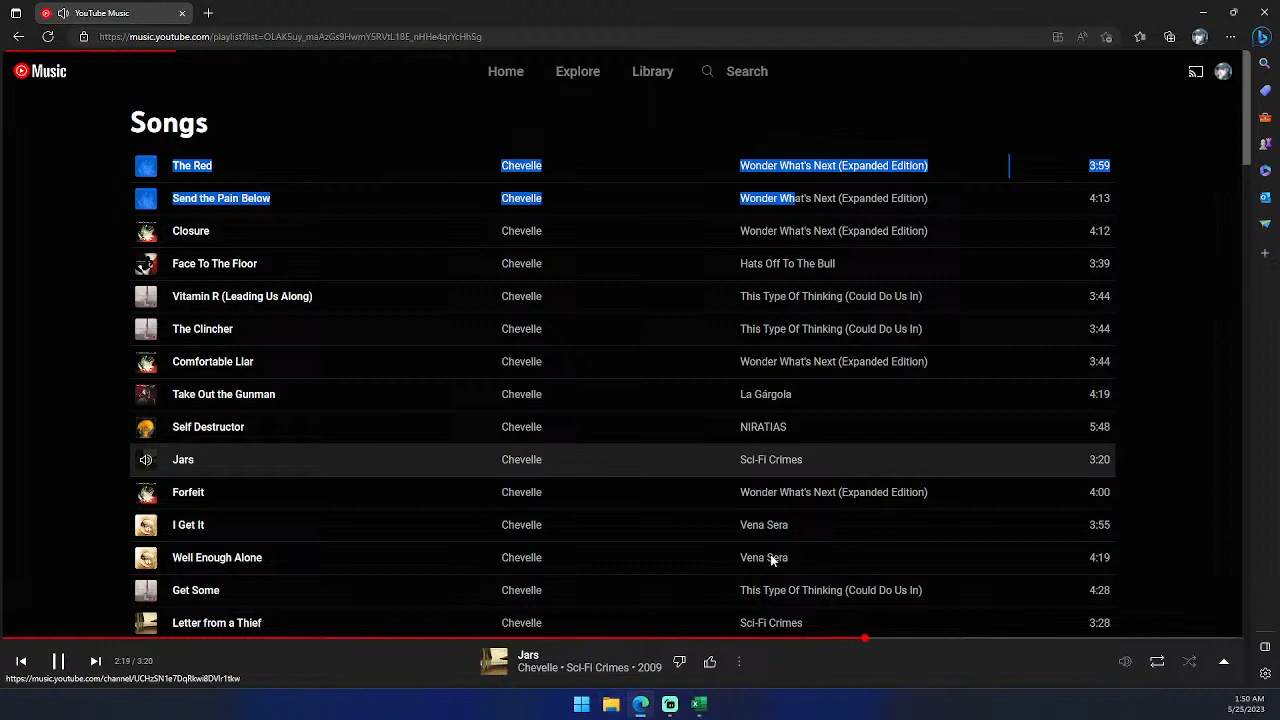 YouTube Music
https://music.youtube.com/playlist?list=OLAK5uy_maAzGs9HwmY5RVtL18E_nHHe4qrYcHhSg
Music
Home Explore Library Search
Songs
The Red Chevelle Wonder What's Next (Expanded Edition) 3:59
Send the Pain Below Chevelle Wonder What's Next (Expanded Edition) 4:13
Closure Chevelle Wonder What's Next (Expanded Edition) 4:12
Face To The Floor Chevelle Hats Off To The Bull 3:39
Vitamin R (Leading Us Along) Chevelle This Type Of Thinking (Could Do Us In) 3:44
The Clincher Chevelle This Type Of Thinking (Could Do Us In) 3:44
Comfortable Liar Chevelle Wonder What's Next (Expanded Edition) 3:44
Take Out the Gunman Chevelle La Gárgola 4:19
Self Destructor Chevelle NIRATIAS 5:48
Jars Chevelle Sci-Fi Crimes 3:20
Forfeit Chevelle Wonder What's Next (Expanded Edition) 4:00
I Get It Chevelle Vena Sera 3:55
Well Enough Alone Chevelle Vena Sera 4:19
Get Some Chevelle This Type Of Thinking (Could Do Us In) 4:28
Letter from a Thief Chevelle Sci-Fi Crimes 3:28
2:19 / 3:20
Jars
Chevelle • Sci-Fi Crimes • 2009
https://music.youtube.com/channel/UCHzSN1e7DqRkwi8DVlr1tkw
1:50 AM
5/25/2023